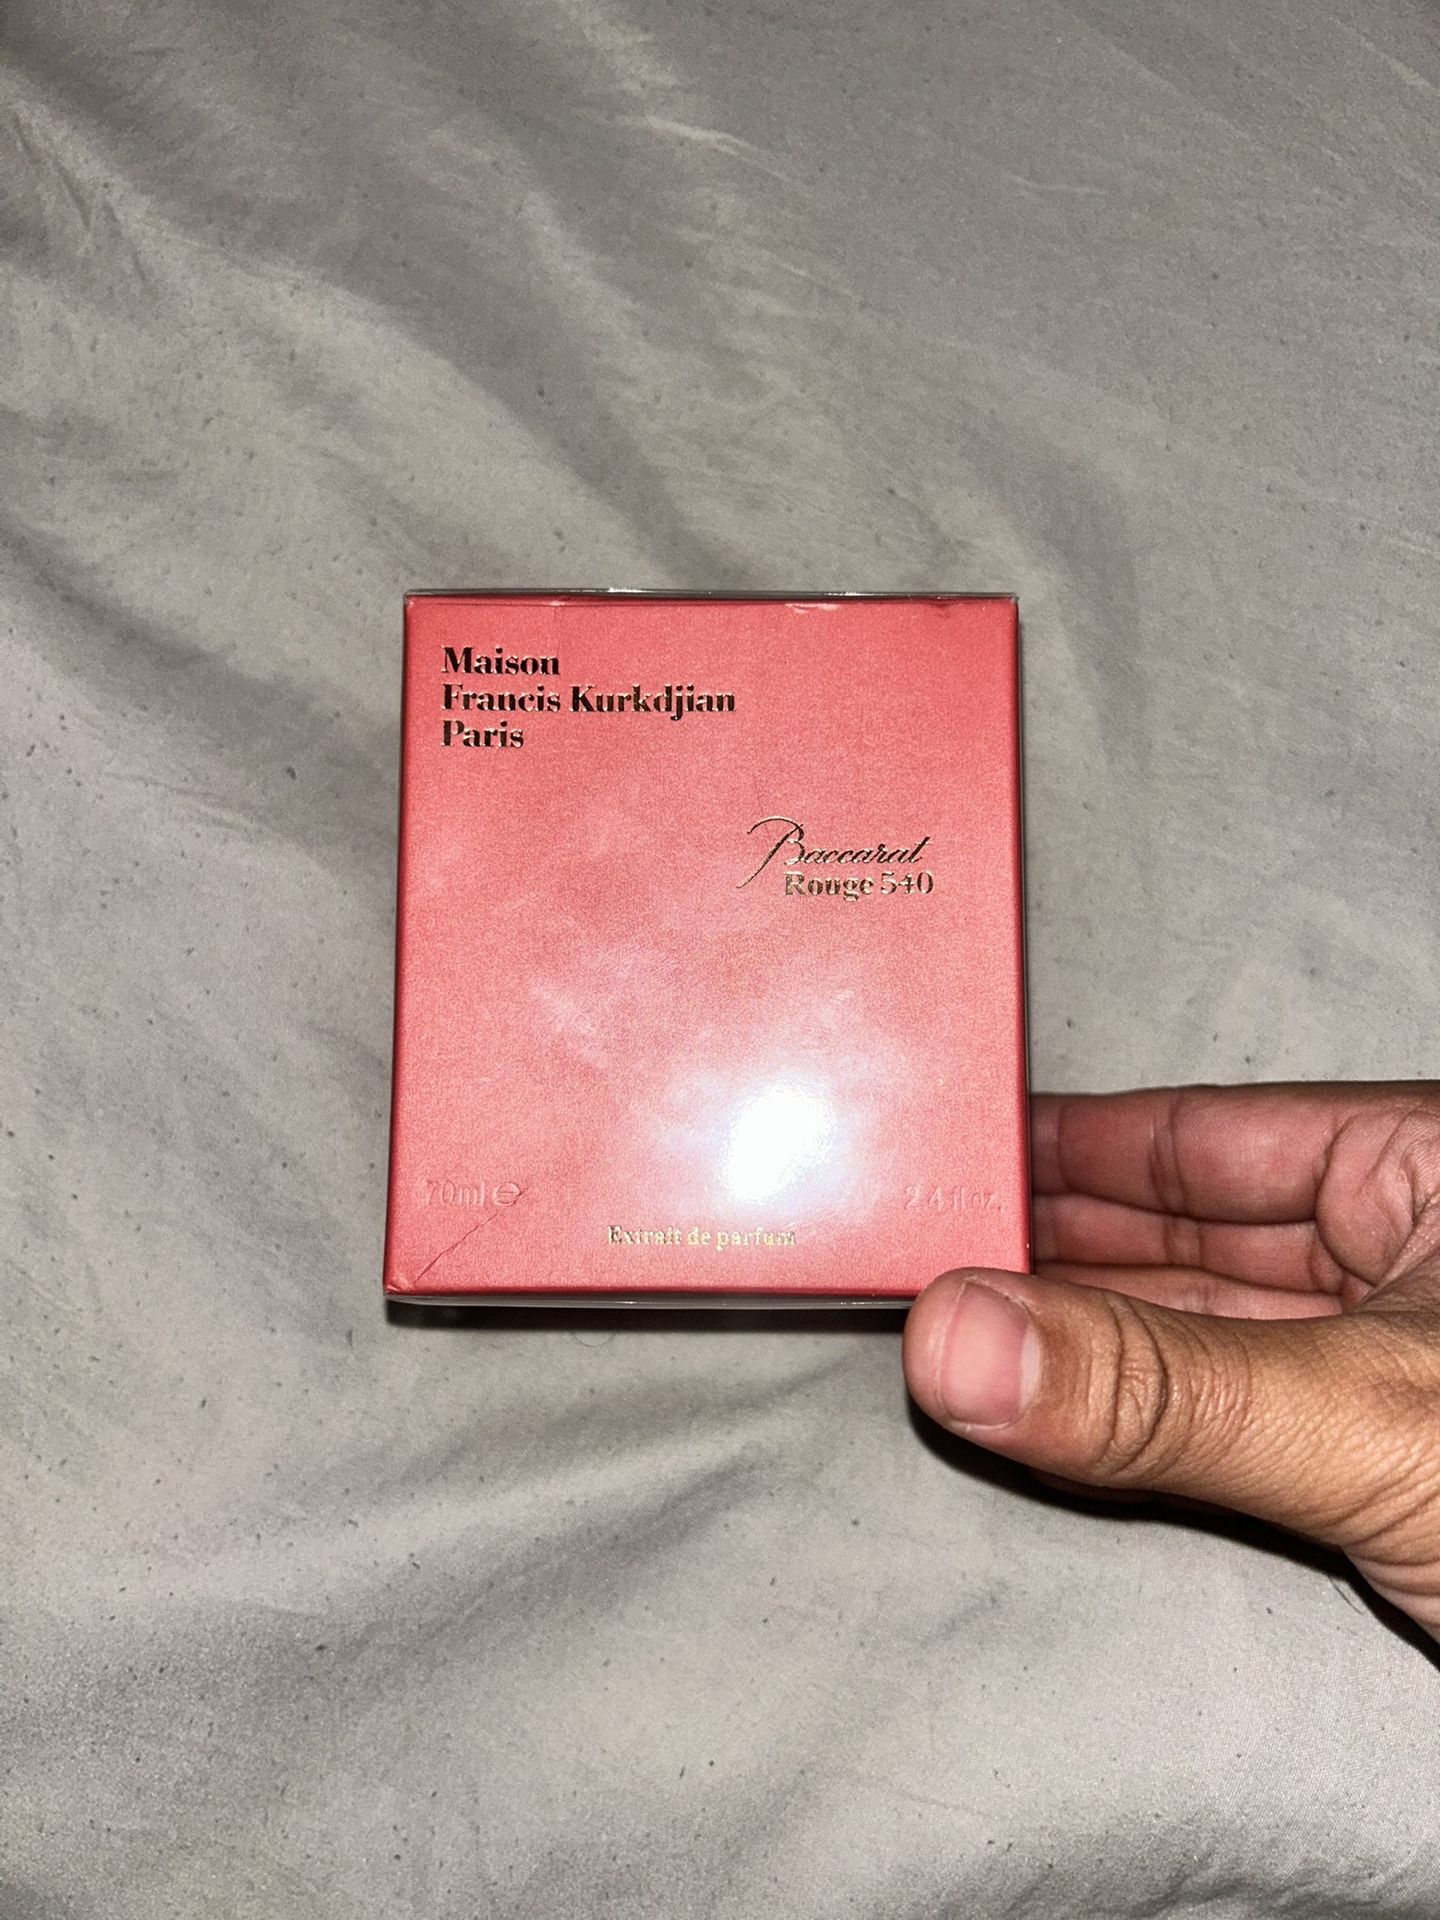 Maison
Francis Kurkdjian
Paris
Baccarat
Rouge 540
70ml ℮ 2.4 fl oz.
Extrait de parfum